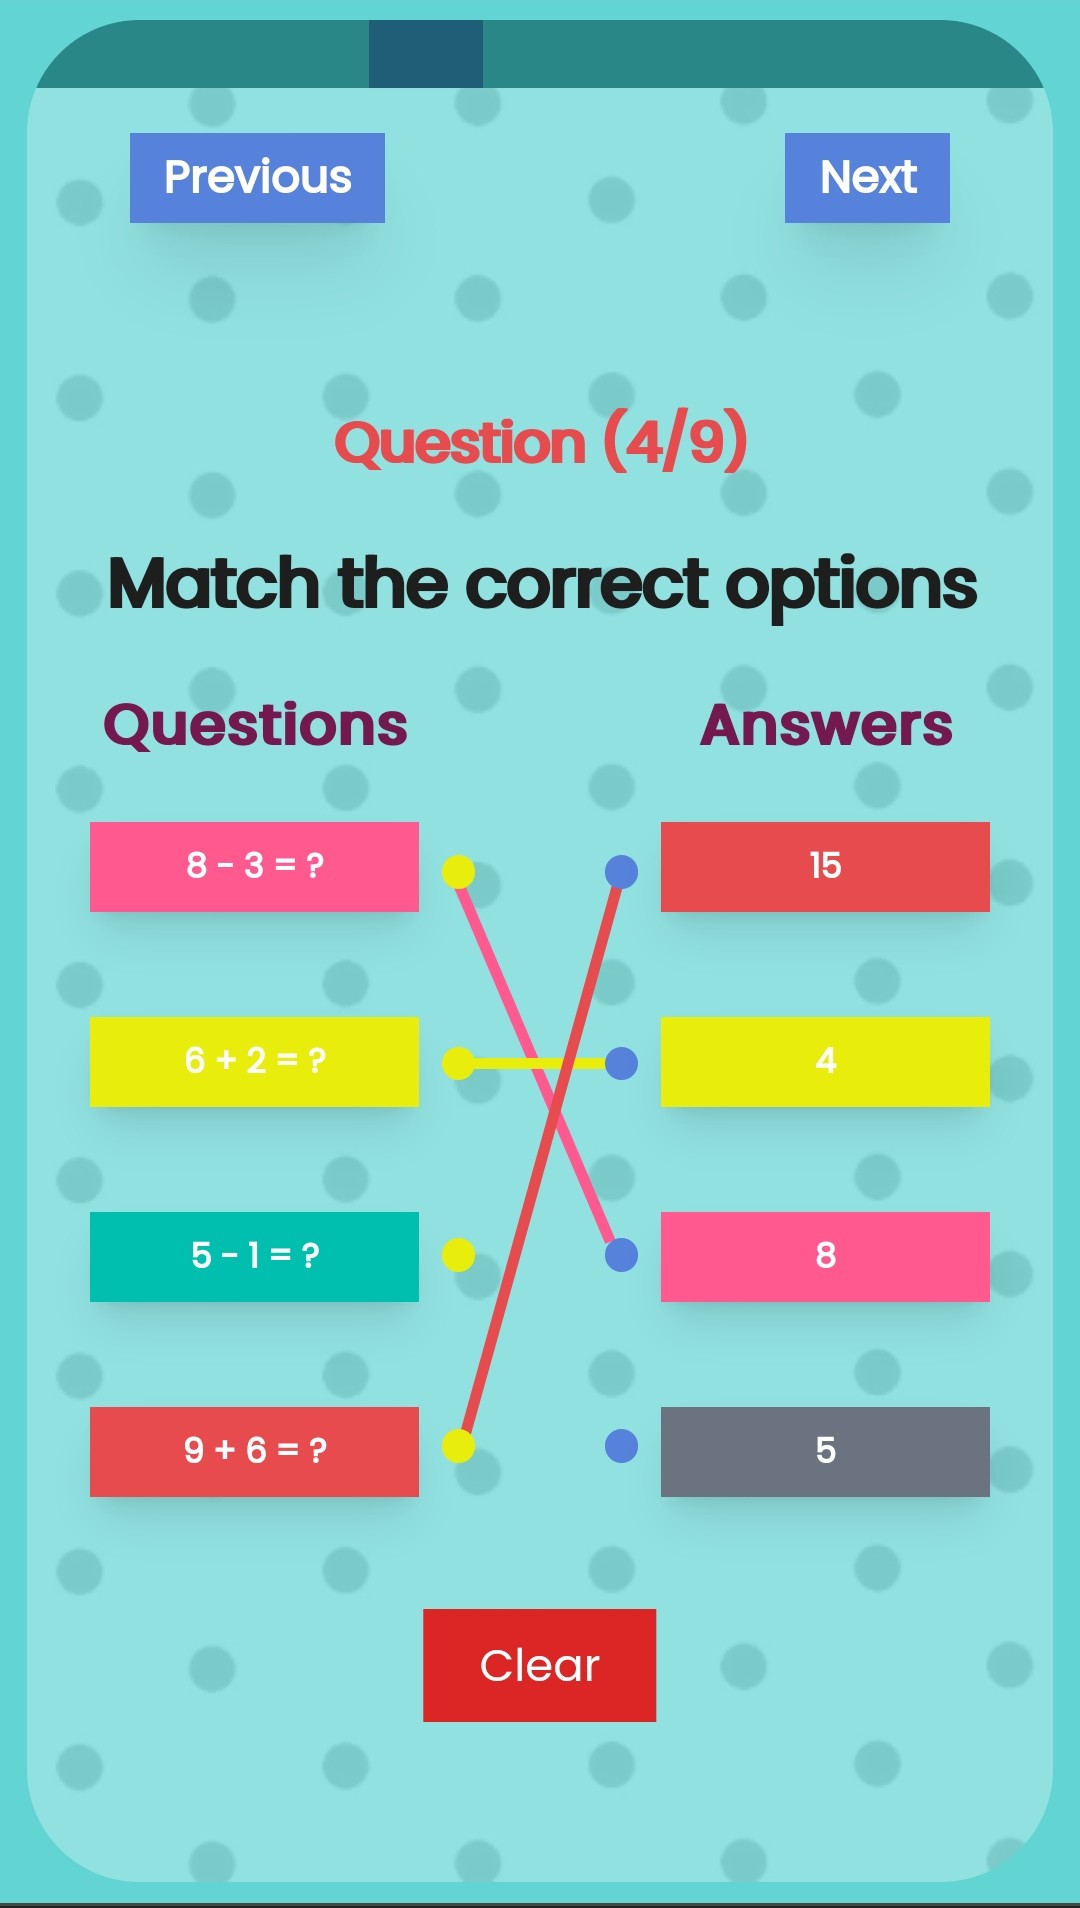 Previous
Next
Question (4/9)
Match the correct options
Questions
Answers
8 - 3 = ?
15
6 + 2 = ?
4
5 - 1 = ?
8
9 + 6 = ?
5
Clear